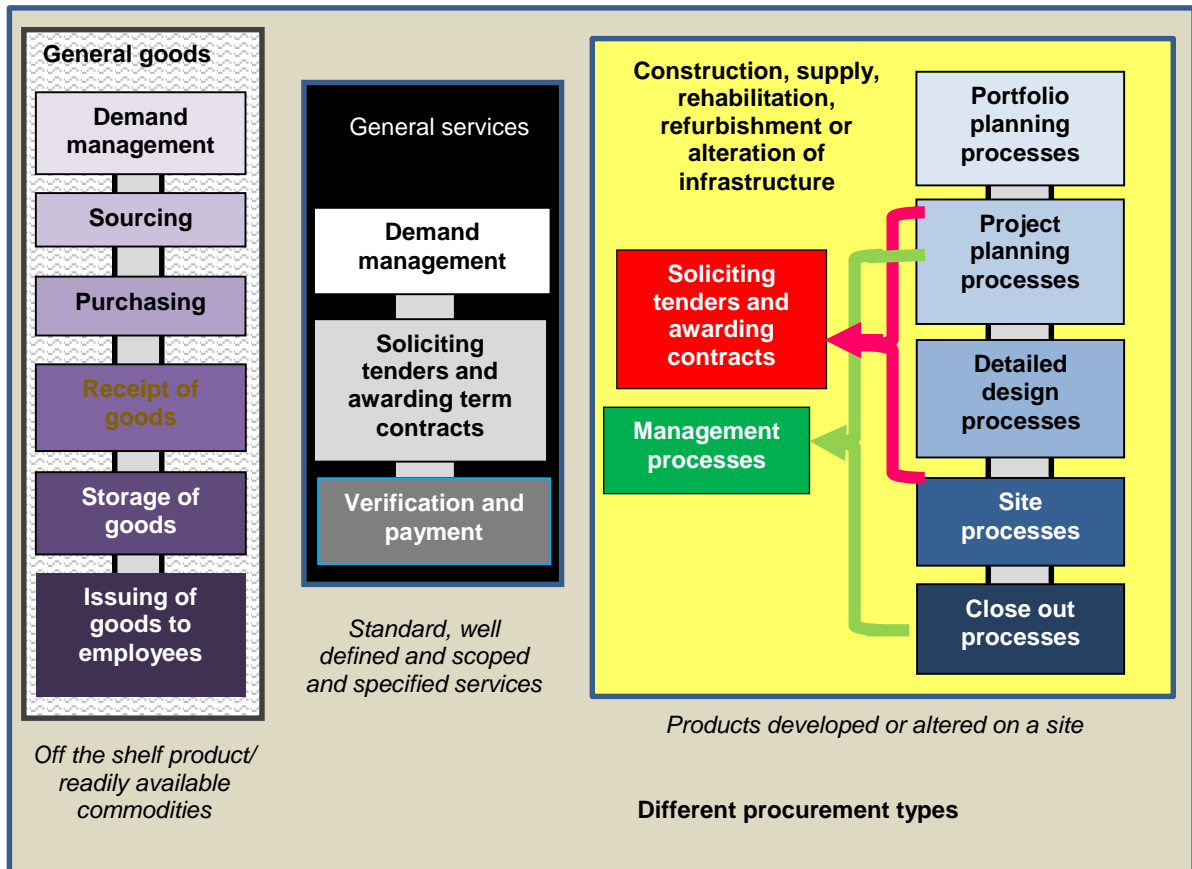 General goods
Demand
management
Sourcing
Purchasing
Receipt of
goods
Storage of
goods
Issuing of
goods to
employees
Off the shelf product/
readily available
commodities
General services
Demand
management
Soliciting
tenders and
awarding term
contracts
Verification and
payment
Standard, well
defined and scoped
and specified services
Construction, supply,
rehabilitation,
refurbishment or
alteration of
infrastructure
Soliciting
tenders and
awarding
contracts
Management
processes
Portfolio
planning
processes
Project
planning
processes
Detailed
design
processes
Site
processes
Close out
processes
Products developed or altered on a site
Different procurement types